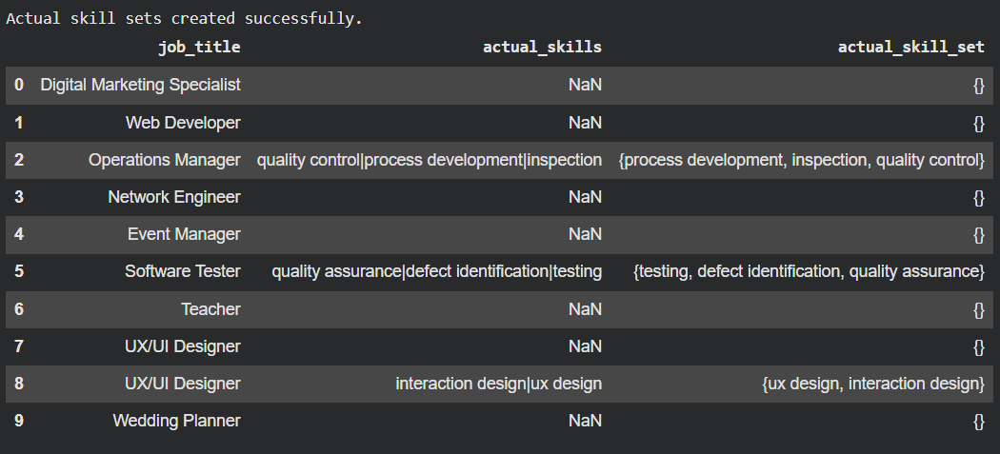 Actual skill sets created successfully.
job_title actual_skills actual_skill_set
0 Digital Marketing Specialist NaN {}
1 Web Developer NaN {}
2 Operations Manager quality control|process development|inspection {process development, inspection, quality control}
3 Network Engineer NaN {}
4 Event Manager NaN {}
5 Software Tester quality assurance|defect identification|testing {testing, defect identification, quality assurance}
6 Teacher NaN {}
7 UX/UI Designer NaN {}
8 UX/UI Designer interaction design|ux design {ux design, interaction design}
9 Wedding Planner NaN {}